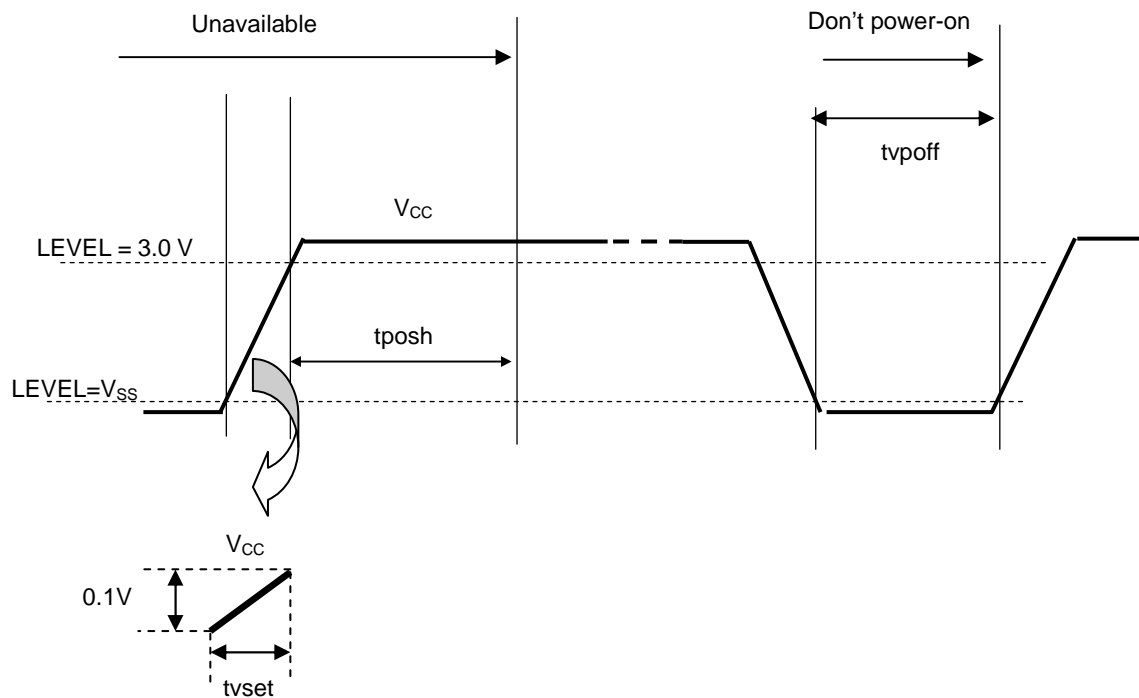 Unavailable
Don't power-on
tvpoff
VCC
LEVEL = 3.0 V
tposh
LEVEL=VSS
VCC
0.1V
tvset